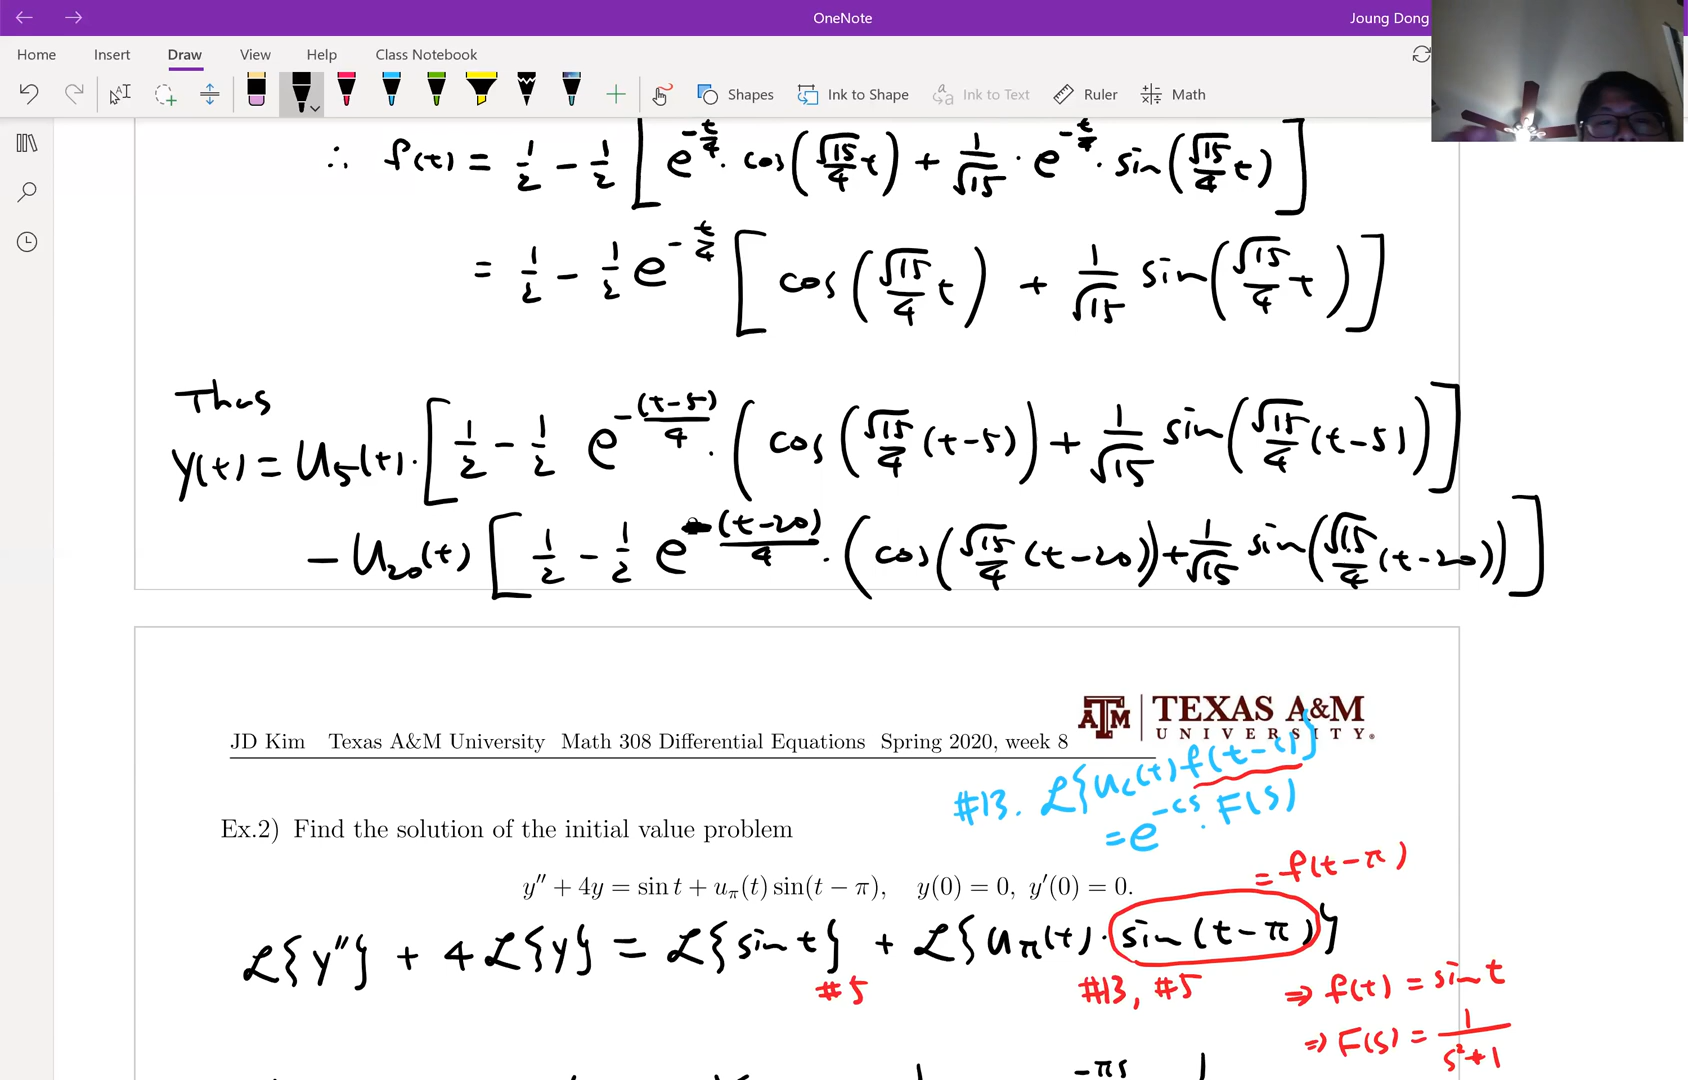 OneNote
Joung Dong
Home Insert Draw View Help Class Notebook
Shapes Ink to Shape Ink to Text Ruler Math
∴ f(t) = 1/2 − 1/2 [ e^(−t/4) · cos(√15/4 t) + 1/√15 · e^(−t/4) · sin(√15/4 t) ]
= 1/2 − 1/2 e^(−t/4) [ cos(√15/4 t) + 1/√15 sin(√15/4 t) ]
Thus
y(t) = u₅(t) · [ 1/2 − 1/2 e^(−(t−5)/4) · ( cos(√15/4 (t−5)) + 1/√15 sin(√15/4 (t−5)) ]
− u₂₀(t) [ 1/2 − 1/2 e^(−(t−20)/4) · ( cos(√15/4 (t−20)) + 1/√15 sin(√15/4 (t−20)) ) ]
ĀTM | TEXAS A&M
UNIVERSITY®
JD Kim Texas A&M University Math 308 Differential Equations Spring 2020, week 8
#13. ℒ{u_c(t) f(t−c)}
= e^(−cs) · F(s)
Ex.2) Find the solution of the initial value problem
= f(t−π)
y″ + 4y = sin t + u_π(t) sin(t − π), y(0) = 0, y′(0) = 0.
ℒ{y″} + 4ℒ{y} = ℒ{sin t} + ℒ{u_π(t) · sin(t−π)}
#5 #13, #5 ⇒ f(t) = sin t
⇒ F(s) = 1/(s²+1)
−πs